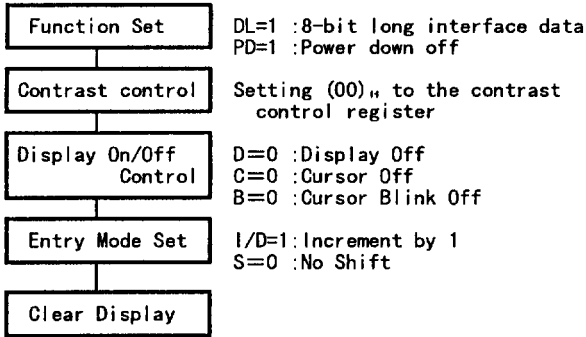 Function Set DL=1 :8-bit long interface data
PD=1 :Power down off
Contrast control Setting (00)H to the contrast
control register
Display On/Off D=0 :Display Off
Control C=0 :Cursor Off
B=0 :Cursor Blink Off
Entry Mode Set I/D=1:Increment by 1
S=0 :No Shift
Clear Display